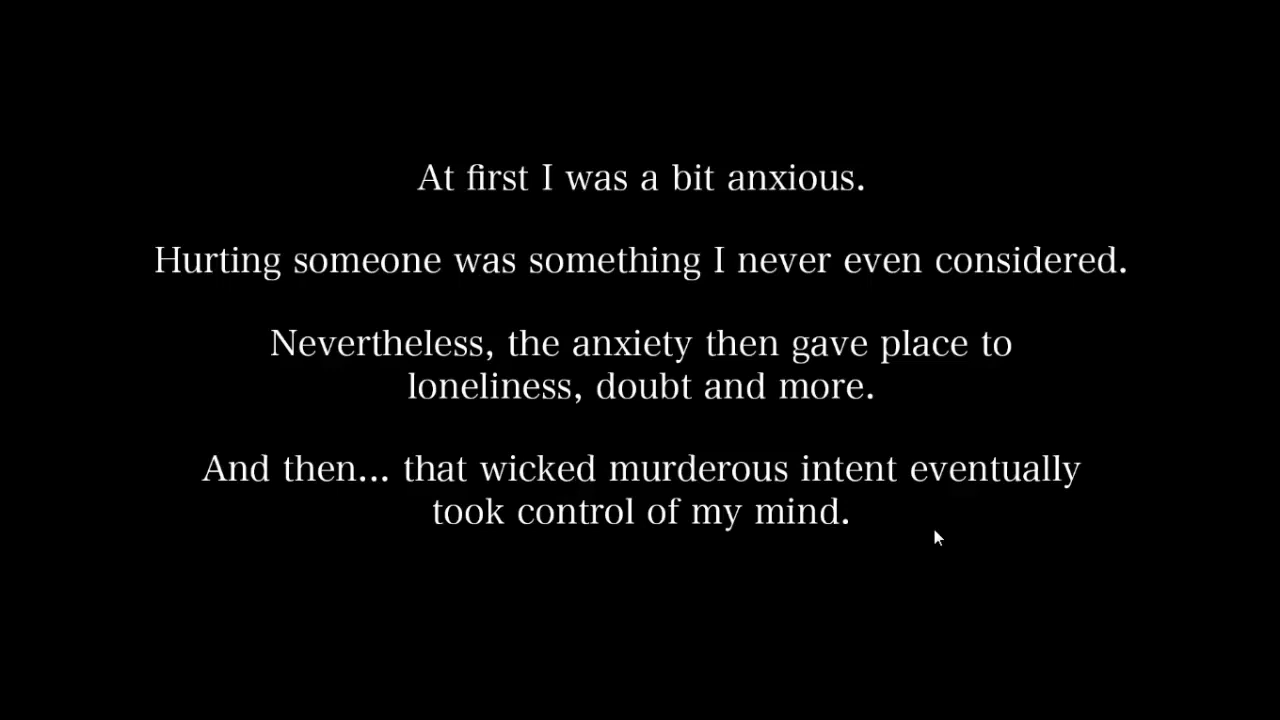 At first I was a bit anxious.
Hurting someone was something I never even considered.
Nevertheless, the anxiety then gave place to
loneliness, doubt and more.
And then... that wicked murderous intent eventually
took control of my mind.